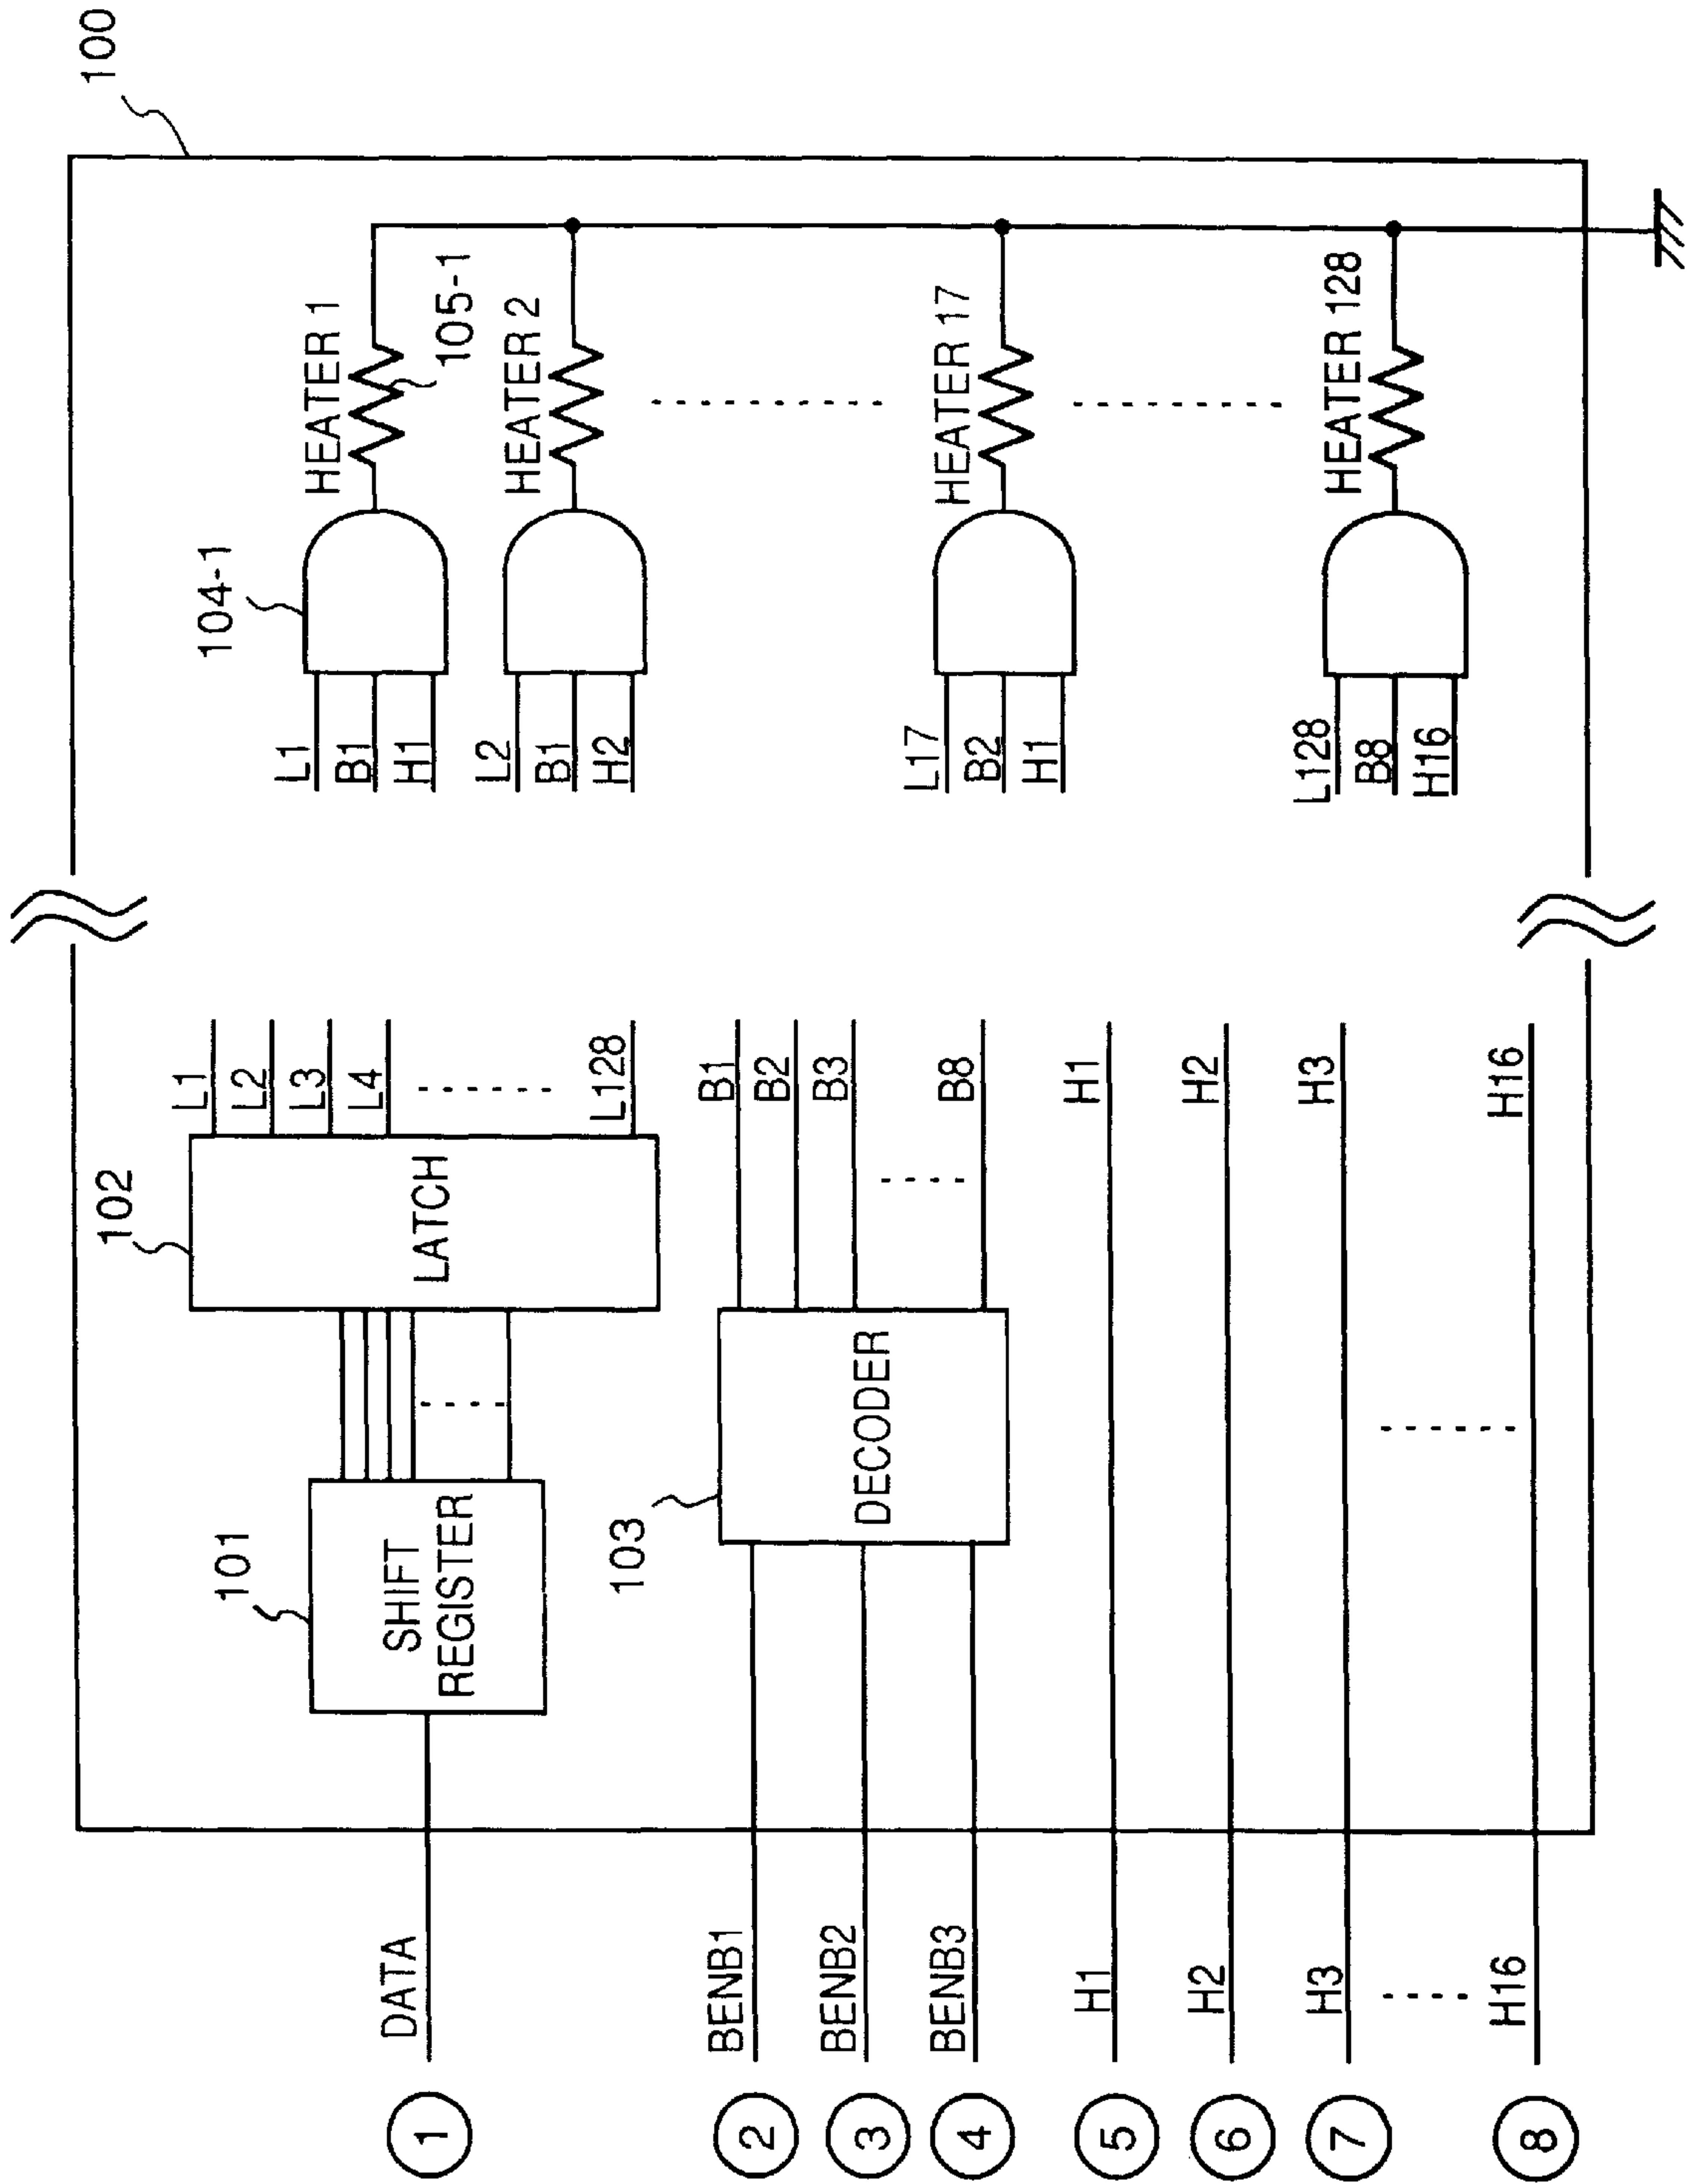 100
DATA
101
SHIFT
REGISTER
102
LATCH
L1
L2
L3
L4
L128
BENB1
BENB2
BENB3
103
DECODER
B1
B2
B3
B8
H1
H2
H3
H16
H1
H2
H3
H16
104-1
L1
B1
H1
HEATER 1
105-1
L2
B1
H2
HEATER 2
L17
B2
H1
HEATER 17
L128
B8
H16
HEATER 128
1
2
3
4
5
6
7
8